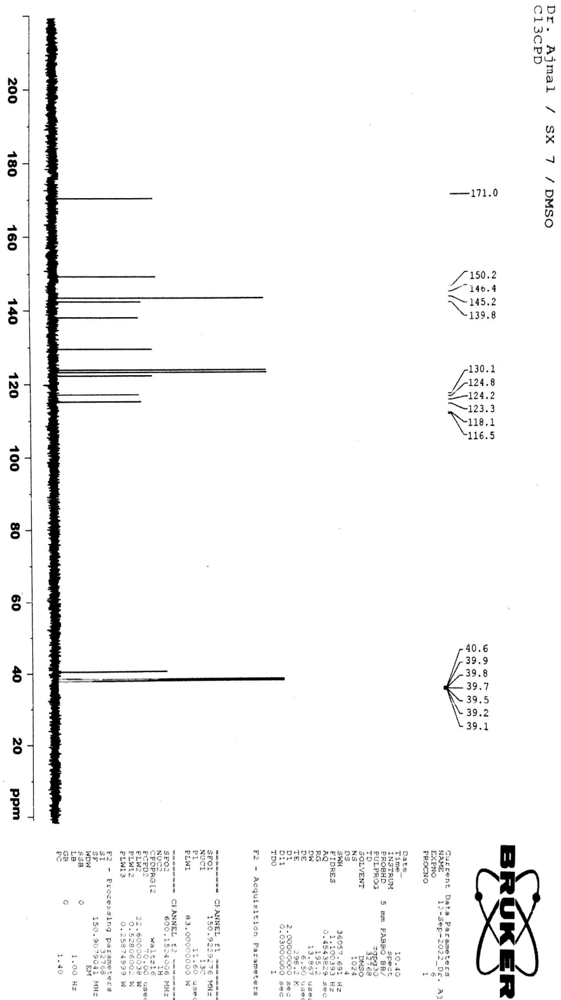 Dr. Ajmal / SX 7 /DMSO
C13CPD
171.0
150.2
146.4
145.2
139.8
130.1
124.8
124.2
123.3
118.1
116.5
40.6
39.9
39.8
39.7
39.5
39.2
39.1
200 180 160 140 120 100 80 60 40 20 ppm
BRUKER
Current Data Parameters
NAME 13-Sep-2022_Dr. Aj
EXPNO 6
PROCNO 1
F2 - Acquisition Parameters
Date_
Time 10.40
INSTRUM spect
PROBHD 5 mm PABBO BB/
PULPROG zgpg30
TD 32768
SOLVENT DMSO
NS 1024
DS 4
SWH 36057.691 Hz
FIDRES 1.100393 Hz
AQ 0.4543829 sec
RG 195.2
DW 13.867 usec
DE 6.50 usec
TE 298.2 K
D1 2.00000000 sec
D11 0.03000000 sec
TD0 1
======== CHANNEL f1 ========
SFO1 150.9229276 MHz
NUC1 13C
P1 11.60 usec
PLW1 83.00000000 W
======== CHANNEL f2 ========
SFO2 600.1524006 MHz
NUC2 1H
CPDPRG[2 waltz16
PCPD2 70.00 usec
PLW2 22.60000038 W
PLW12 0.52806002 W
PLW13 0.25874999 W
F2 - Processing parameters
SI 32768
SF 150.9079041 MHz
WDW EM
SSB 0
LB 1.00 Hz
GB 0
PC 1.40